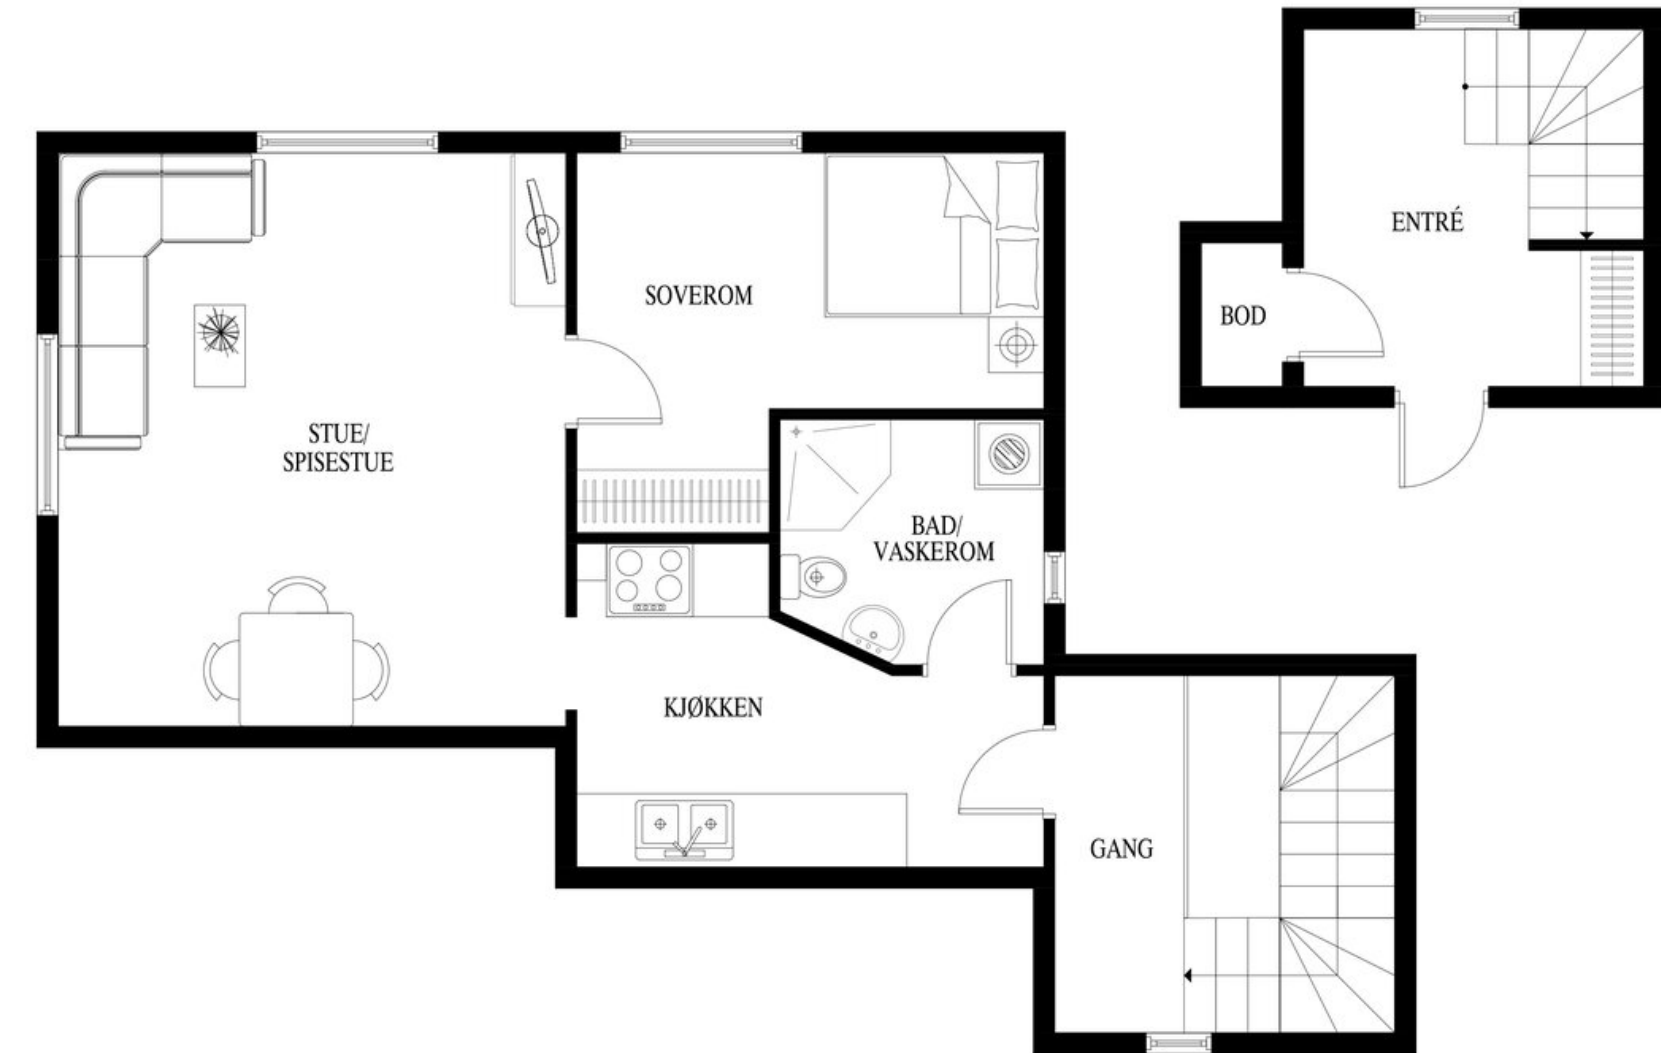 ENTRÉ
SOVEROM
BOD
STUE/
SPISESTUE
BAD/
VASKEROM
KJØKKEN
GANG